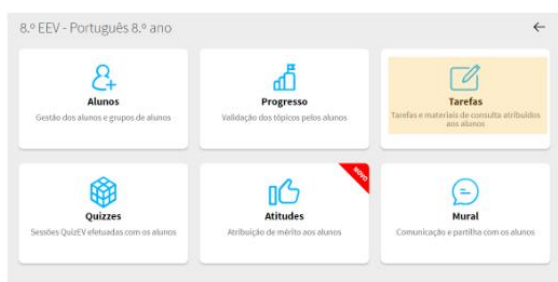 8.º EEV - Português 8.º ano
Alunos
Gestão dos alunos e grupos de alunos
Progresso
Validação dos tópicos pelos alunos
Tarefas
Tarefas e materiais de consulta atribuídos
aos alunos
Quizzes
Sessões QuizEV efetuadas com os alunos
NOVO
Atitudes
Atribuição de mérito aos alunos
Mural
Comunicação e partilha com os alunos